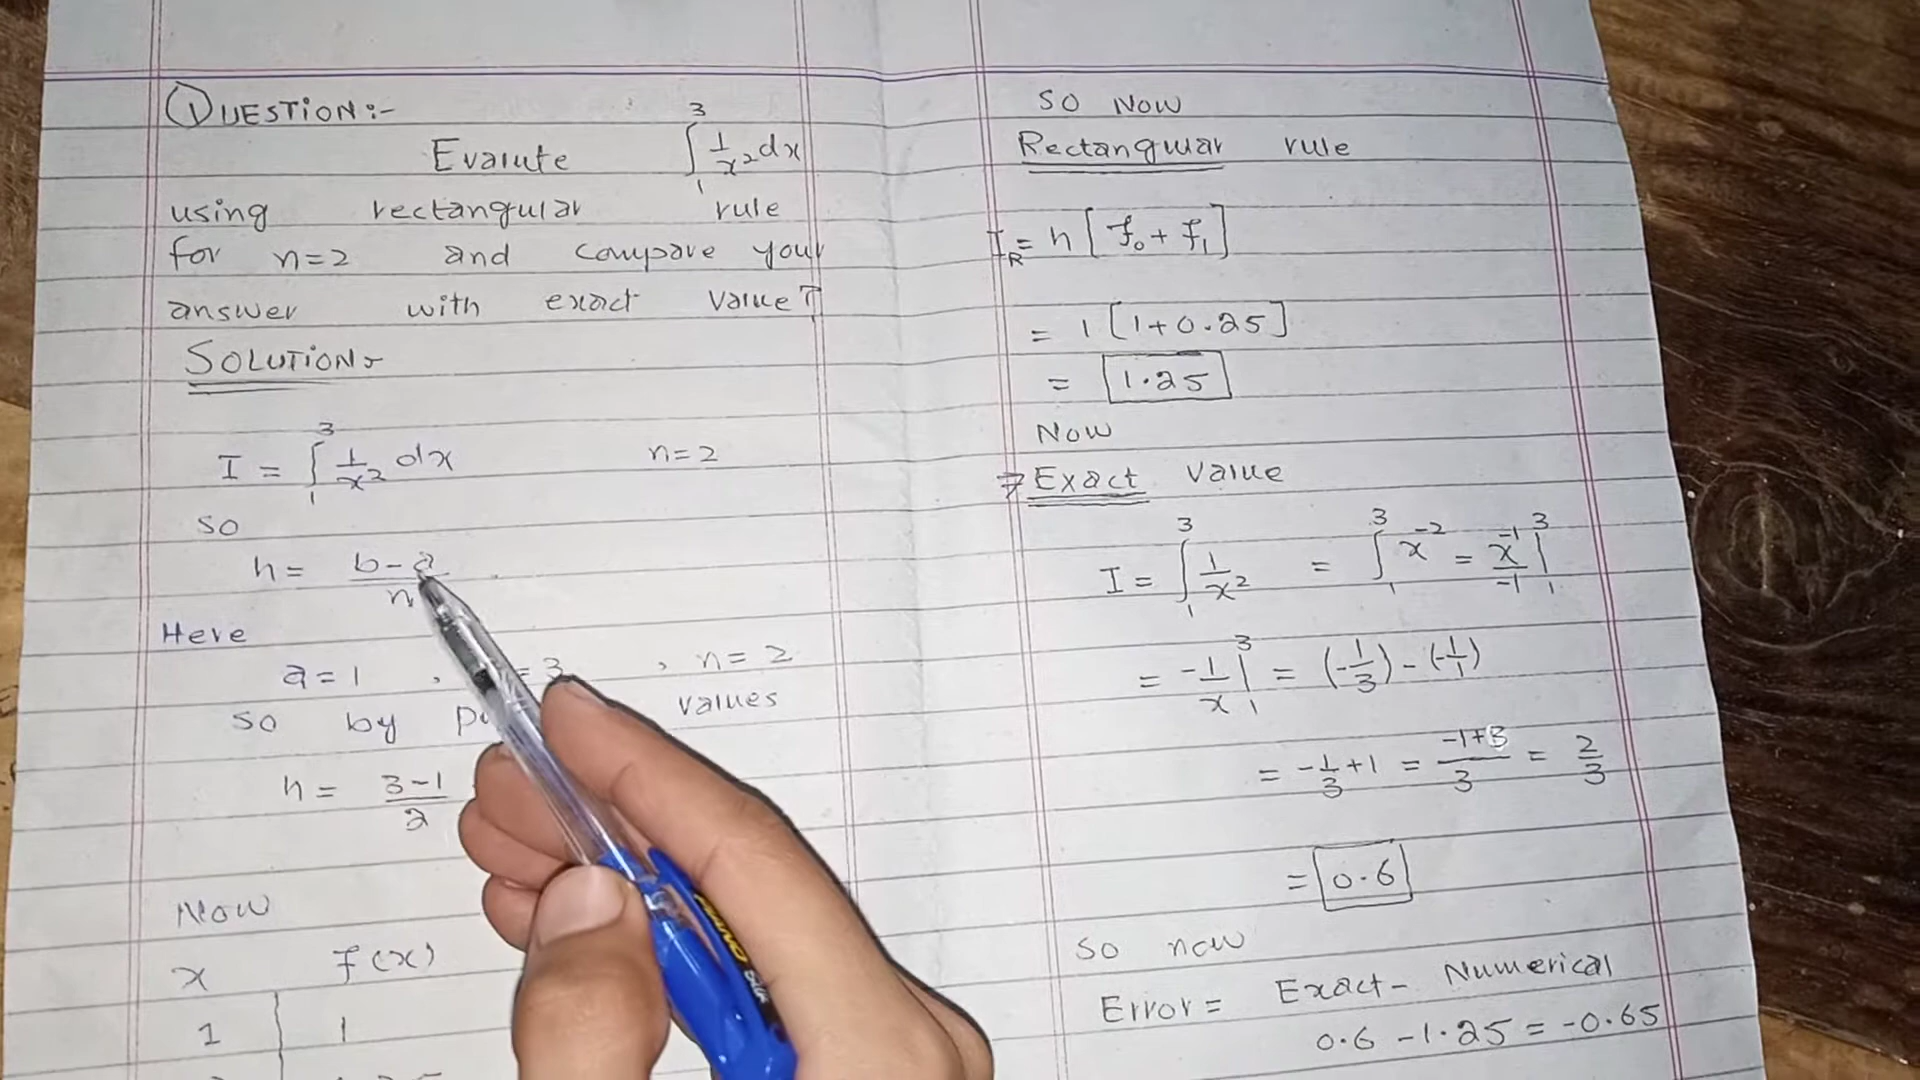 QUESTION:-
Evalute ∫₁³ 1/x² dx
using rectangular rule
for n=2 and compare your
answer with exact value?
SOLUTION:-
I = ∫₁³ 1/x² dx n=2
so
h = b-a/n
Here
a=1 , =3 , n=2
so by values
h = 3-1/2
Now
x f(x)
1 1
SO NOW
Rectangular rule
I_R = h[f₀+f₁]
= 1[1+0.25]
= 1.25
NOW
⇒ Exact value
I = ∫₁³ 1/x² = ∫₁³ x⁻² = x⁻¹/-1 |₁³
= -1/x |₁³ = (-1/3) - (-1/1)
= -1/3+1 = -1+3/3 = 2/3
= 0.6
so now
Error = Exact - Numerical
0.6 - 1.25 = -0.65